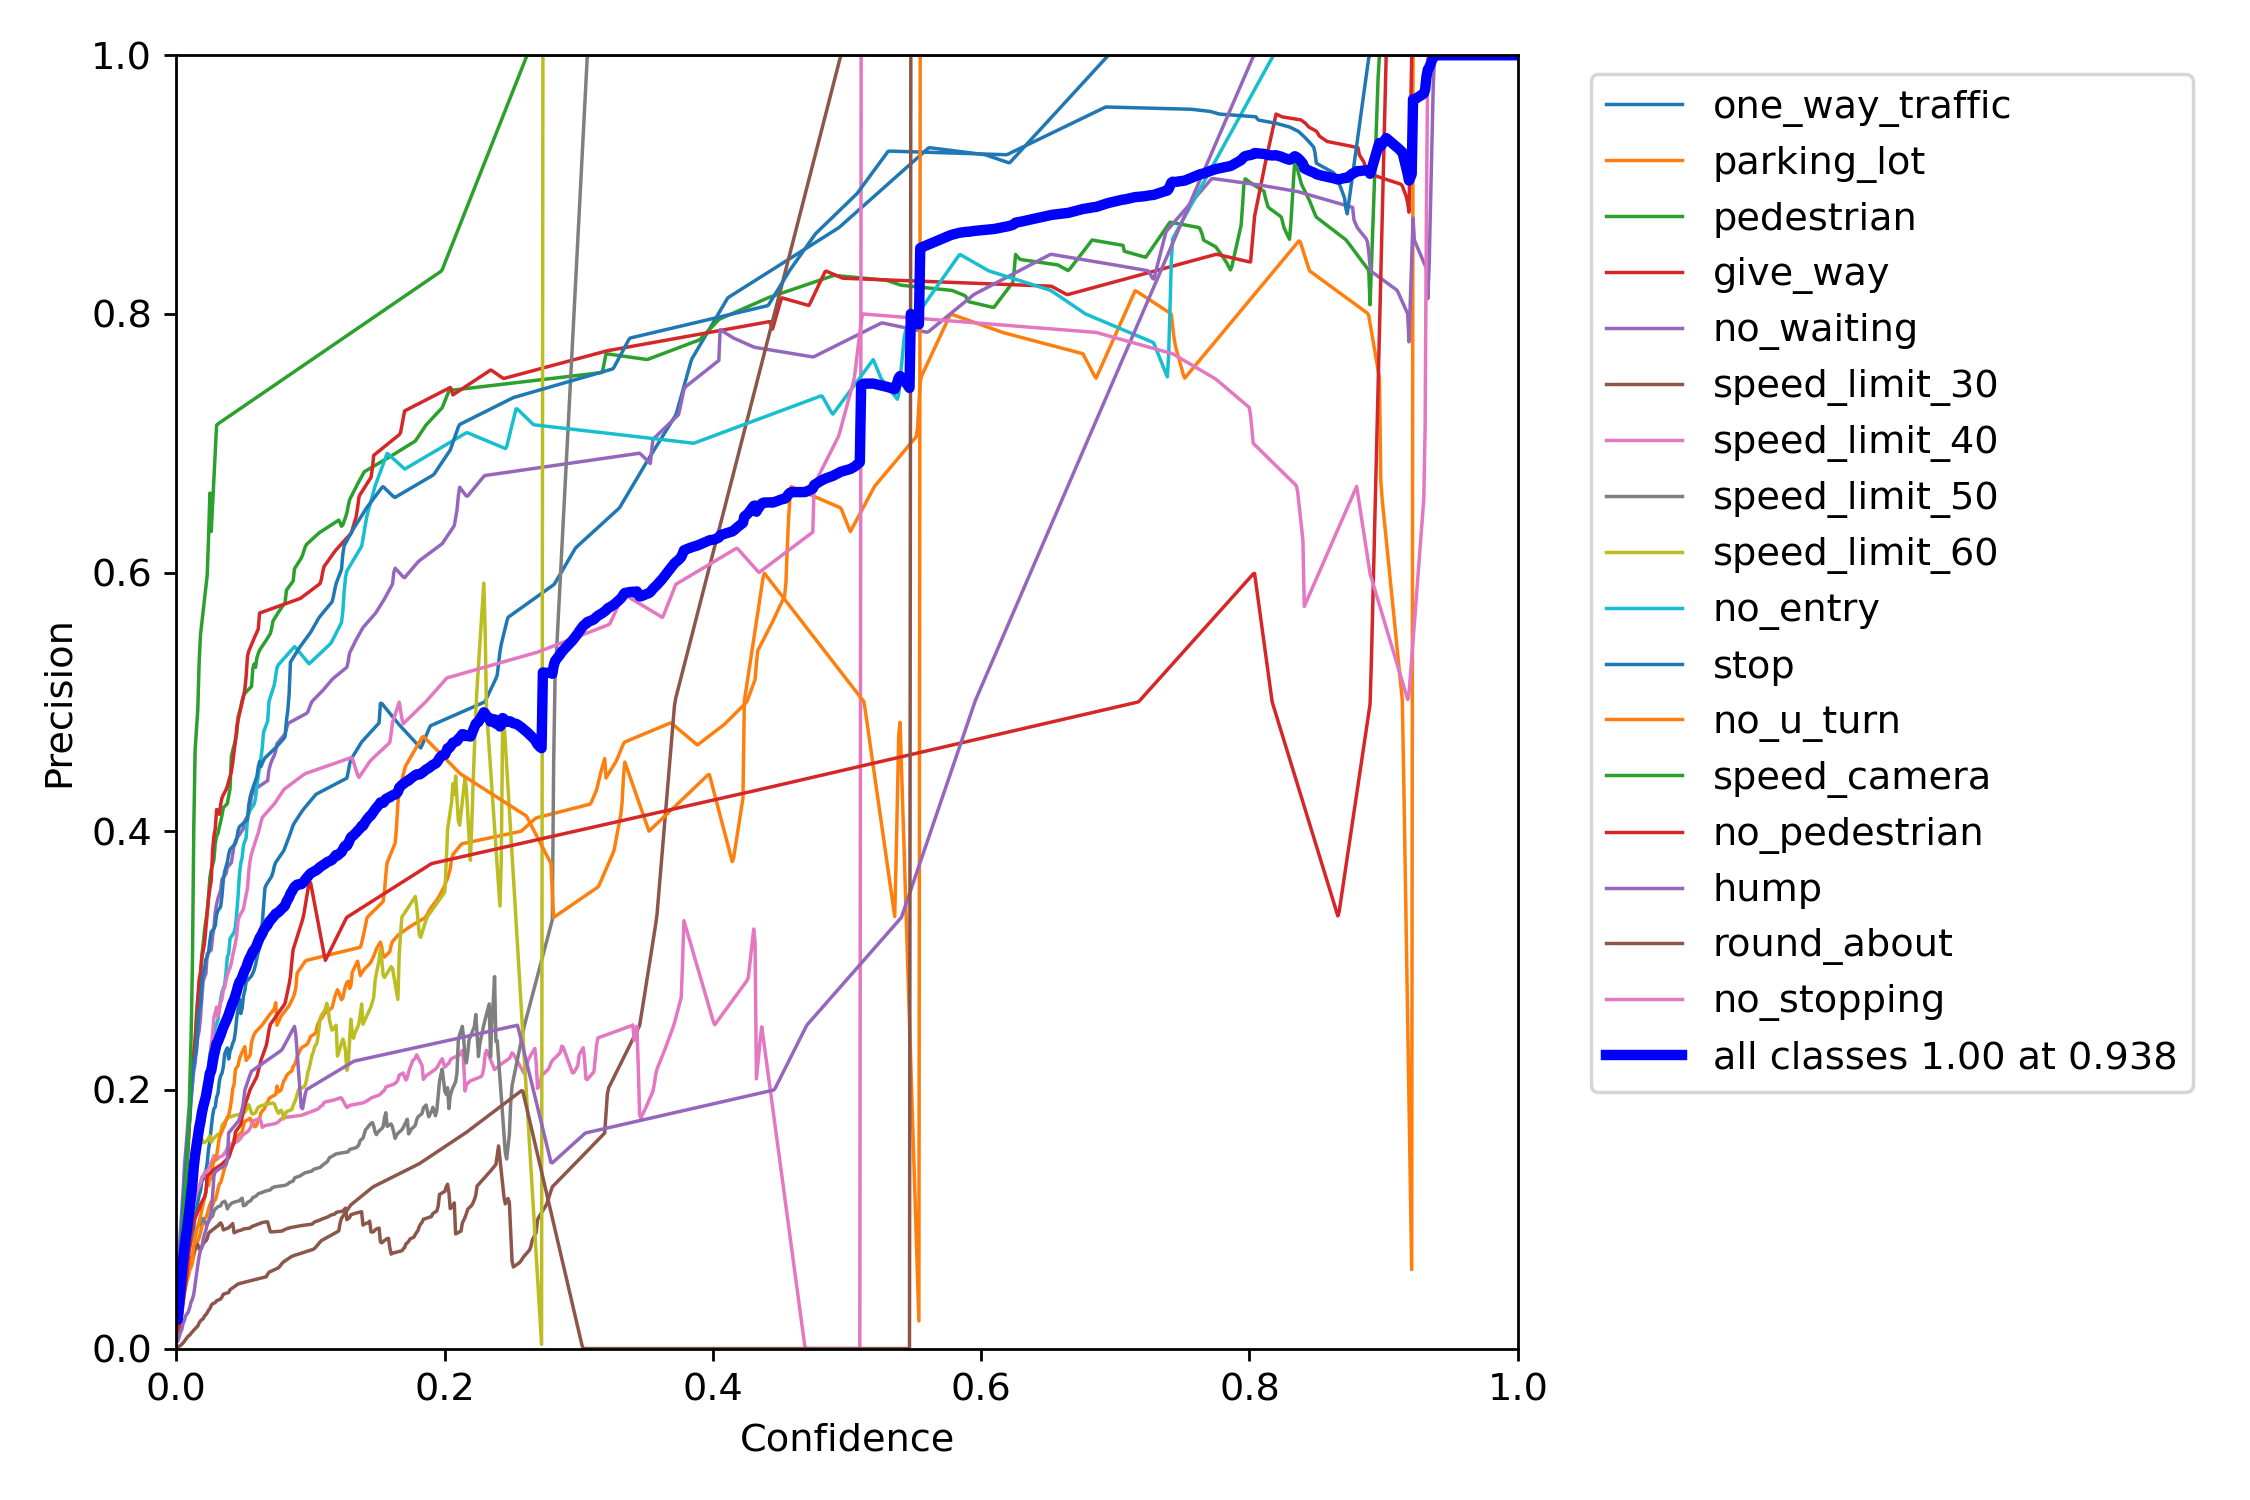 1.0
0.8
0.6
0.4
0.2
0.0
Precision
0.0 0.2 0.4 0.6 0.8 1.0
Confidence
one_way_traffic
parking_lot
pedestrian
give_way
no_waiting
speed_limit_30
speed_limit_40
speed_limit_50
speed_limit_60
no_entry
stop
no_u_turn
speed_camera
no_pedestrian
hump
round_about
no_stopping
all classes 1.00 at 0.938